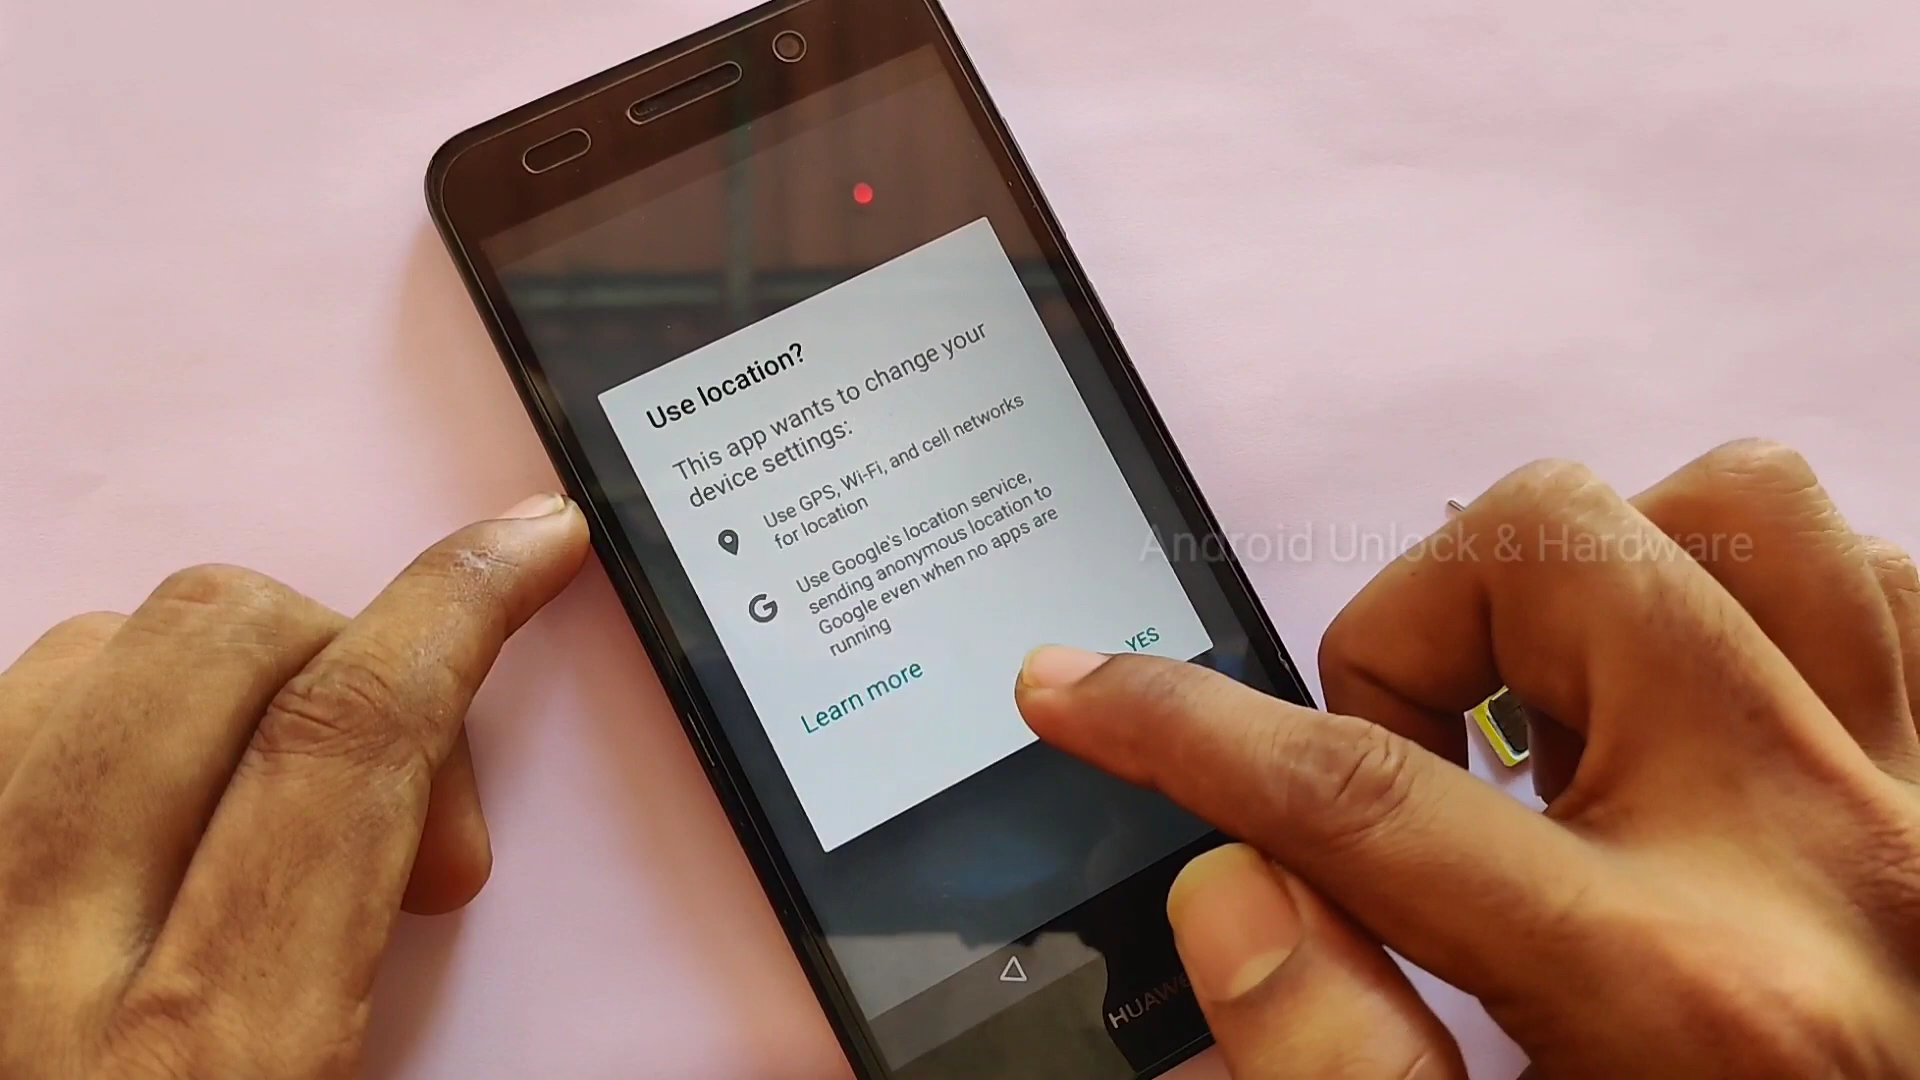 Use location?
This app wants to change your
device settings:
Use GPS, Wi-Fi, and cell networks
for location
Use Google's location service,
sending anonymous location to
Google even when no apps are
running
Learn more
YES
Android Unlock & Hardware